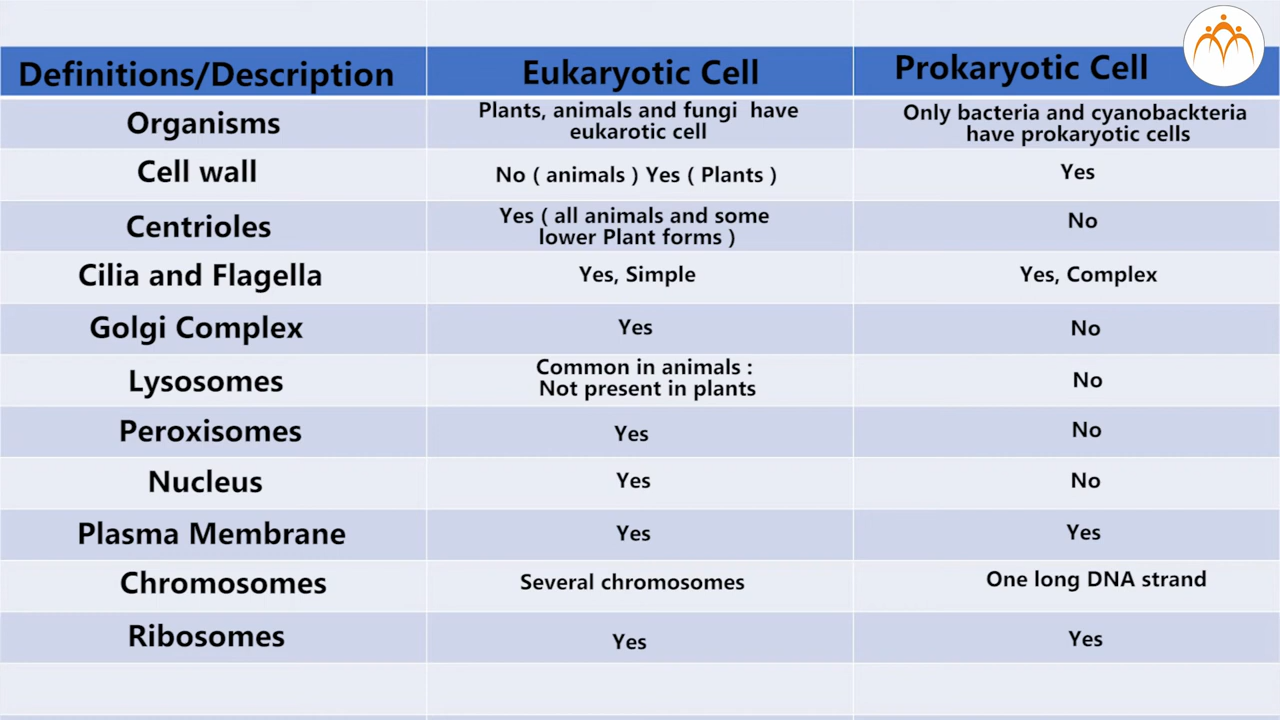 Definitions/Description Eukaryotic Cell Prokaryotic Cell
Organisms
Plants, animals and fungi have
eukarotic cell
Only bacteria and cyanobackteria
have prokaryotic cells
Cell wall No ( animals ) Yes ( Plants ) Yes
Centrioles
Yes ( all animals and some
lower Plant forms )
No
Cilia and Flagella Yes, Simple Yes, Complex
Golgi Complex Yes No
Lysosomes
Common in animals :
Not present in plants
No
Peroxisomes Yes No
Nucleus Yes No
Plasma Membrane Yes Yes
Chromosomes Several chromosomes One long DNA strand
Ribosomes Yes Yes